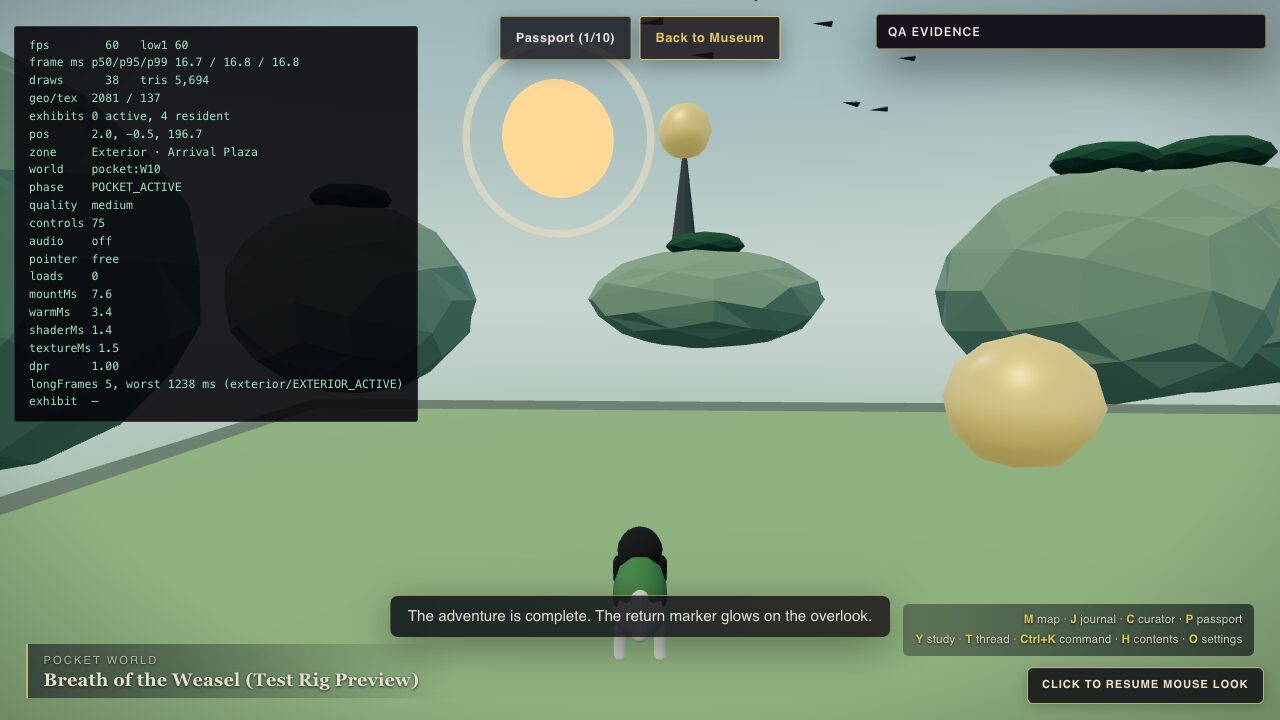 fps 60 low1 60
frame ms p50/p95/p99 16.7 / 16.8 / 16.8
draws 38 tris 5,694
geo/tex 2081 / 137
exhibits 0 active, 4 resident
pos 2.0, −0.5, 196.7
zone Exterior · Arrival Plaza
world pocket:W10
phase POCKET_ACTIVE
quality medium
controls 75
audio off
pointer free
loads 0
mountMs 7.6
warmMs 3.4
shaderMs 1.4
textureMs 1.5
dpr 1.00
longFrames 5, worst 1238 ms (exterior/EXTERIOR_ACTIVE)
exhibit —
Passport (1/10)
Back to Museum
QA EVIDENCE
The adventure is complete. The return marker glows on the overlook.
M map · J journal · C curator · P passport
Y study · T thread · Ctrl+K command · H contents · O settings
POCKET WORLD
Breath of the Weasel (Test Rig Preview)
CLICK TO RESUME MOUSE LOOK